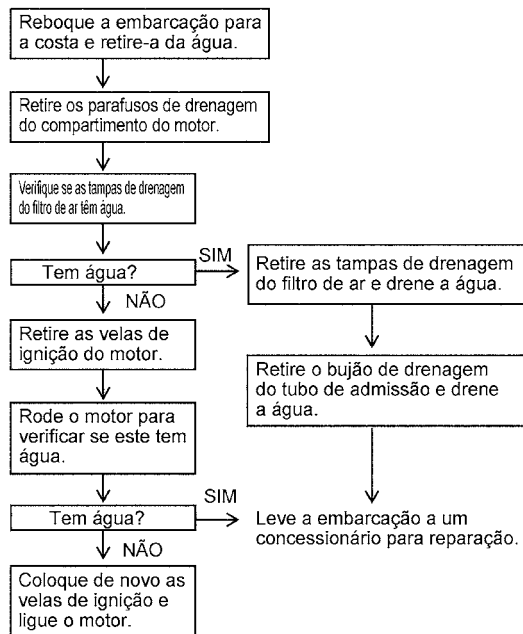 Reboque a embarcação para
a costa e retire-a da água.
Retire os parafusos de drenagem
do compartimento do motor.
Verifique se as tampas de drenagem
do filtro de ar têm água.
Tem água?
SIM
NÃO
Retire as tampas de drenagem
do filtro de ar e drene a água.
Retire as velas de
ignição do motor.
Retire o bujão de drenagem
do tubo de admissão e drene
a água.
Rode o motor para
verificar se este tem
água.
Tem água?
SIM
NÃO
Leve a embarcação a um
concessionário para reparação.
Coloque de novo as
velas de ignição e
ligue o motor.